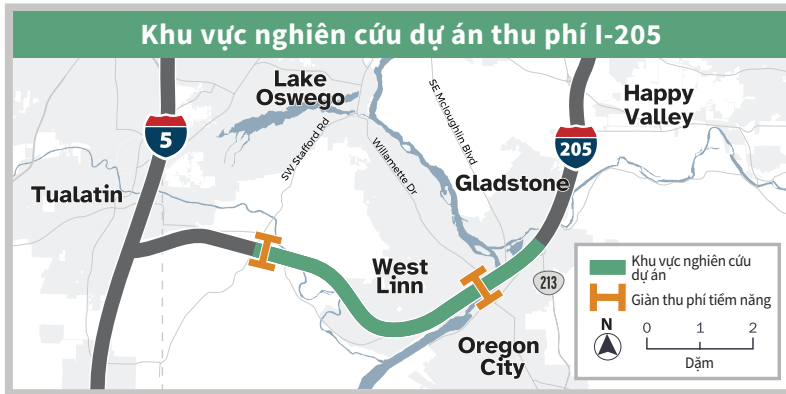 Khu vực nghiên cứu dự án thu phí I-205
Lake
Oswego
SE Mcloughlin Blvd
Happy
Valley
5
SW Stafford Rd
205
Willamette Dr
Tualatin
Gladstone
West
Linn
213
Oregon
City
Khu vực nghiên cứu
dự án
Giàn thu phí tiềm năng
N
0 1 2
Dặm